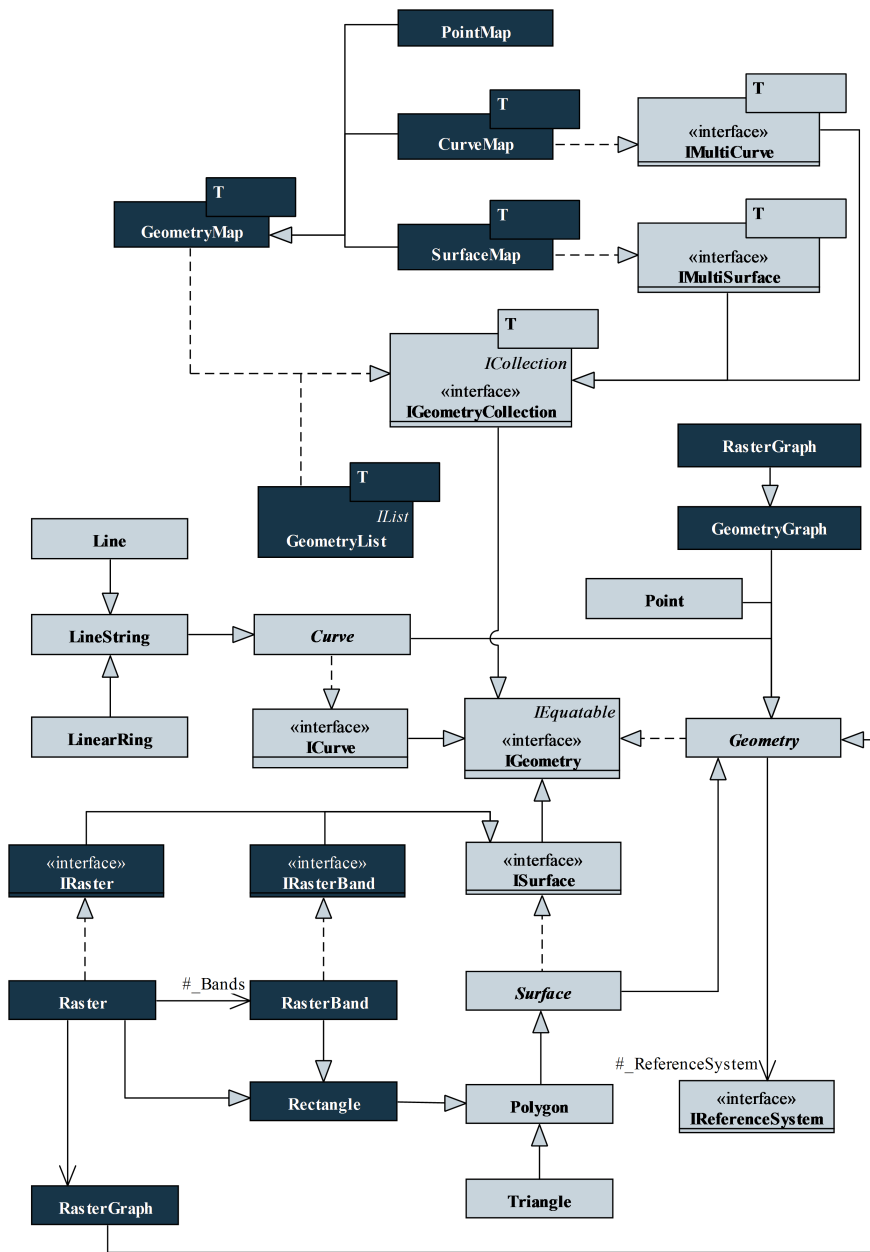 PointMap
T
CurveMap
T
«interface»
IMultiCurve
T
GeometryMap
T
SurfaceMap
T
«interface»
IMultiSurface
T
ICollection
«interface»
IGeometryCollection
RasterGraph
T
IList
GeometryList
GeometryGraph
Line
Point
LineString
Curve
LinearRing
«interface»
ICurve
IEquatable
«interface»
IGeometry
Geometry
«interface»
IRaster
«interface»
IRasterBand
«interface»
ISurface
Raster
#_Bands
RasterBand
Surface
#_ReferenceSystem
Rectangle
Polygon
«interface»
IReferenceSystem
RasterGraph
Triangle